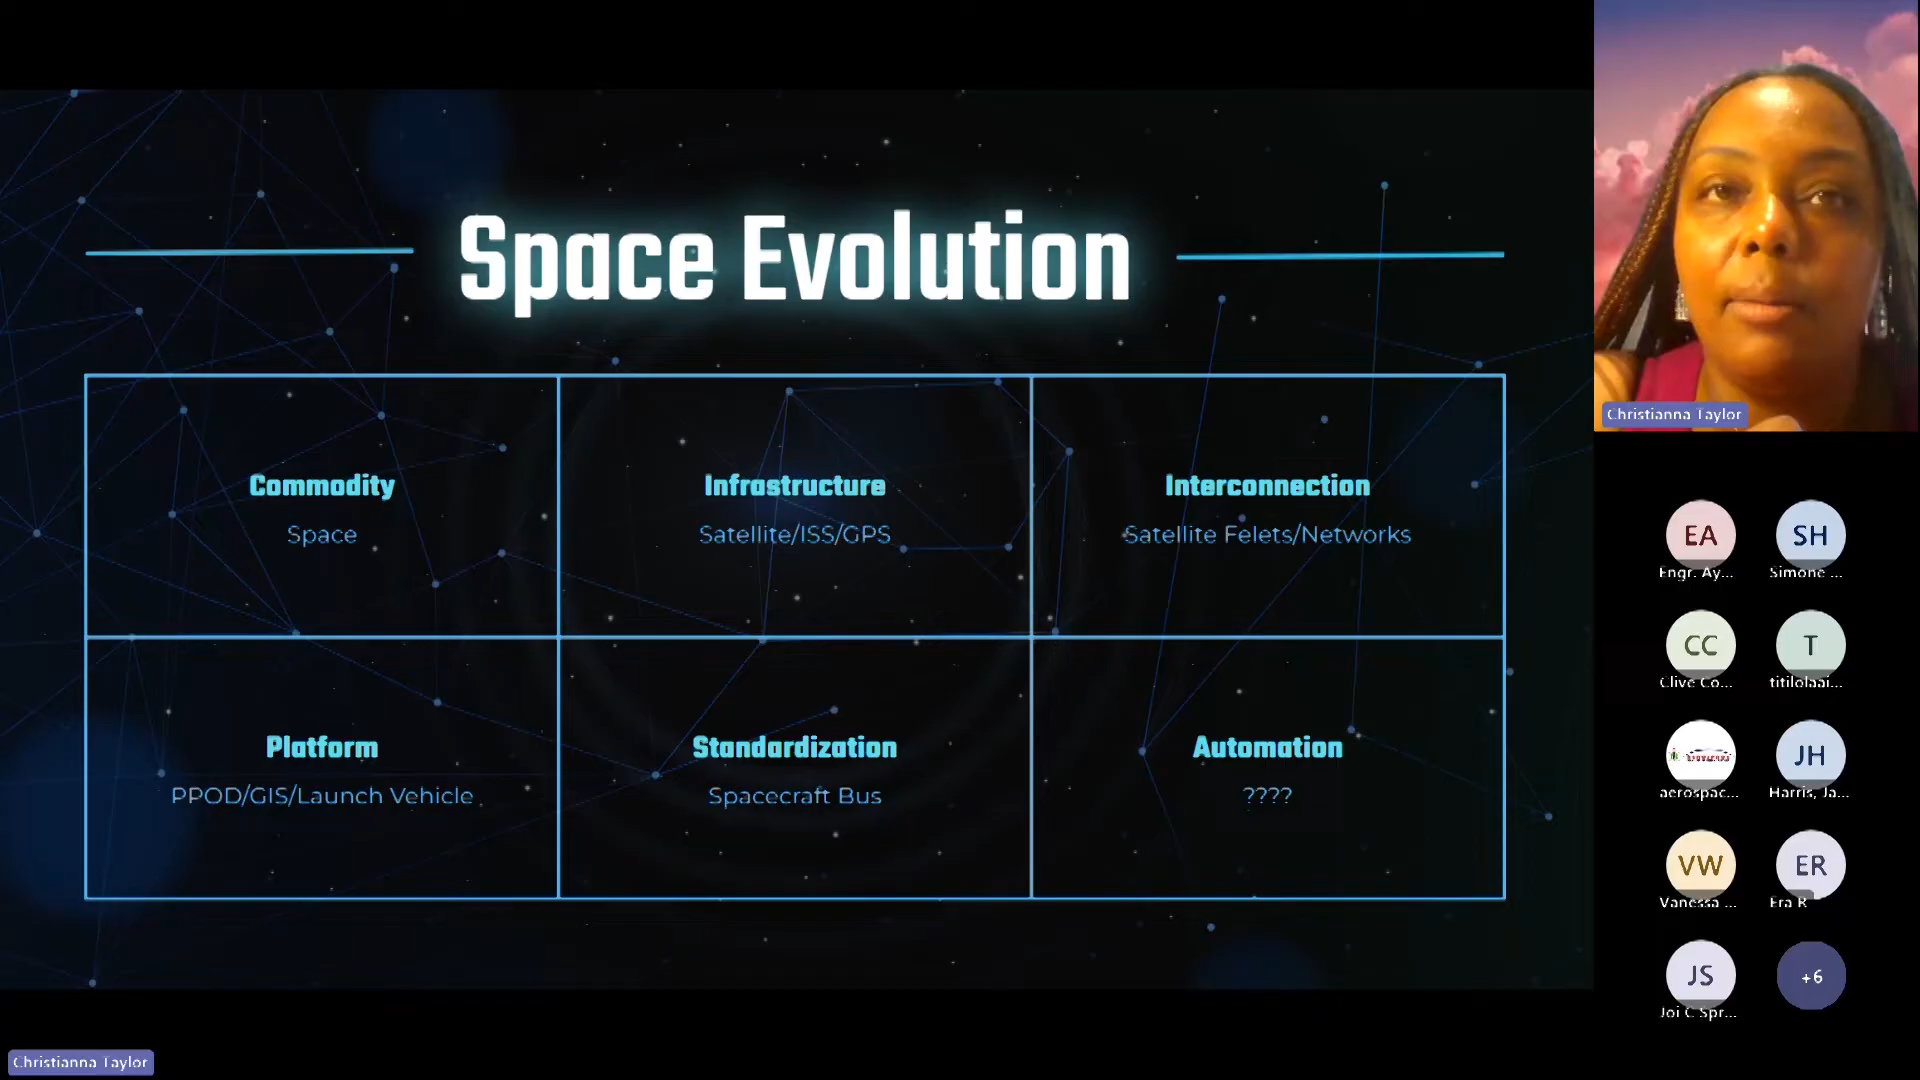 Space Evolution
Commodity
Space
Infrastructure
Satellite/ISS/GPS
Interconnection
Satellite Felets/Networks
Platform
PPOD/GIS/Launch Vehicle
Standardization
Spacecraft Bus
Automation
????
Christianna Taylor
EA
Engr. Ay...
SH
Simone ...
CC
Clive Co...
T
titilolaai...
aerospac...
JH
Harris, Ja...
VW
Vanessa ...
ER
Era R
JS
Joi C Spr...
+6
Christianna Taylor